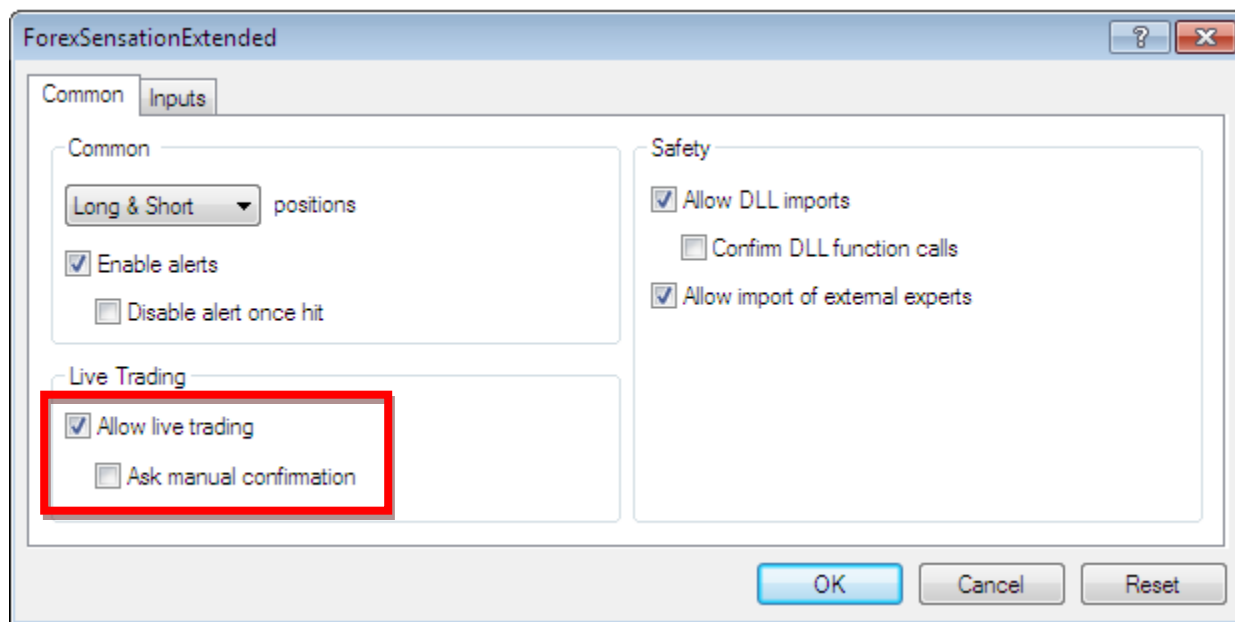 ForexSensationExtended
?
Common
Inputs
Common
Long & Short
positions
Enable alerts
Disable alert once hit
Live Trading
Allow live trading
Ask manual confirmation
Safety
Allow DLL imports
Confirm DLL function calls
Allow import of external experts
OK
Cancel
Reset